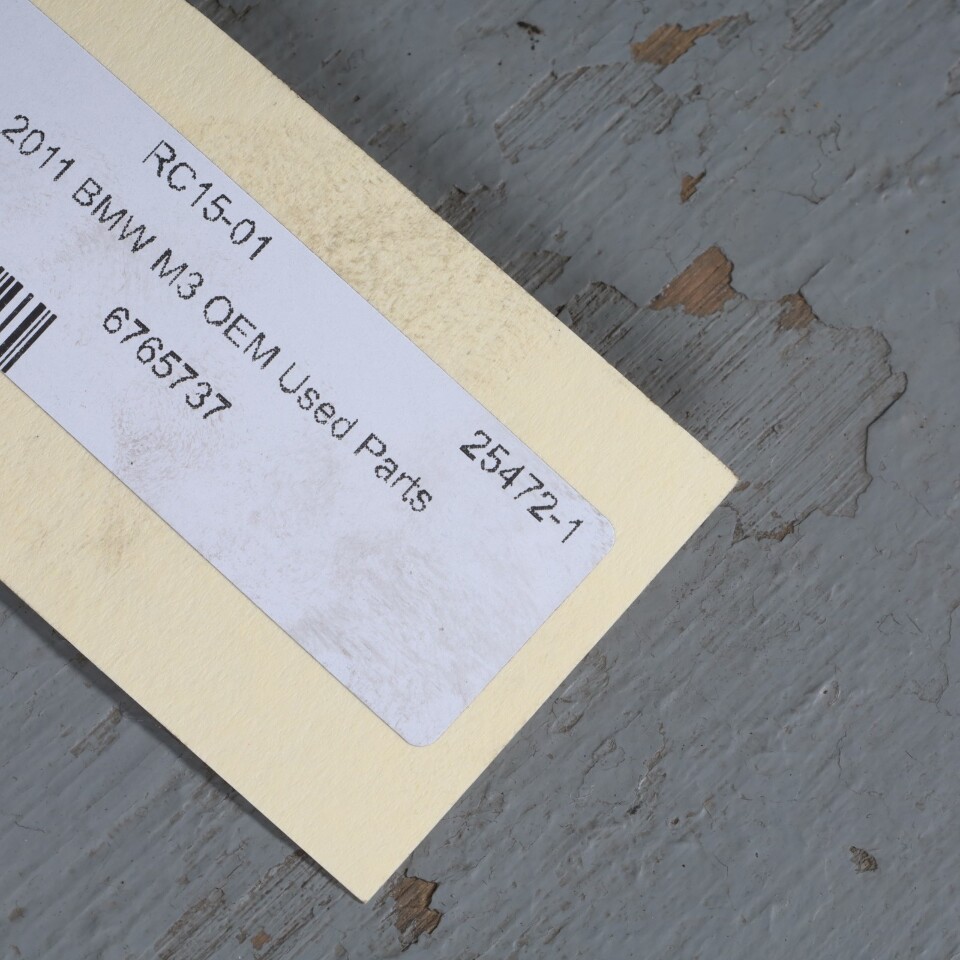 RC15-01
25472-1
2011 BMW M3 OEM Used Parts
6765737